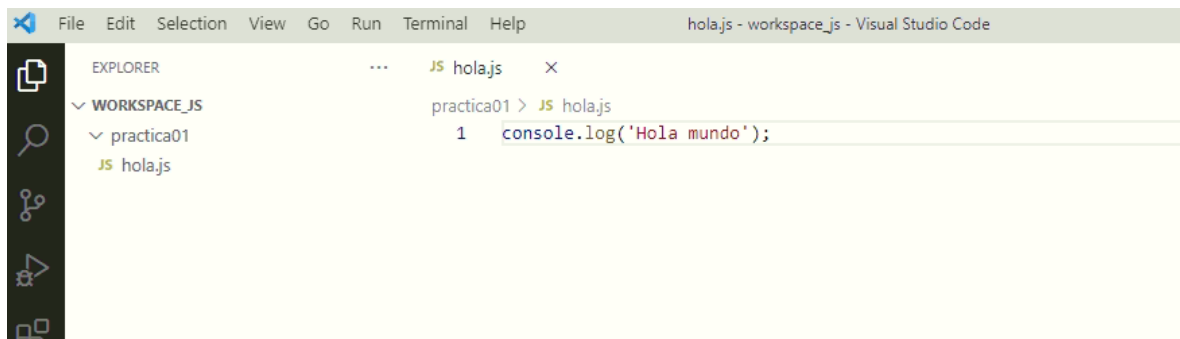 File Edit Selection View Go Run Terminal Help hola.js - workspace_js - Visual Studio Code
EXPLORER ... JS hola.js ×
WORKSPACE_JS practica01 > JS hola.js
practica01 1 console.log('Hola mundo');
JS hola.js